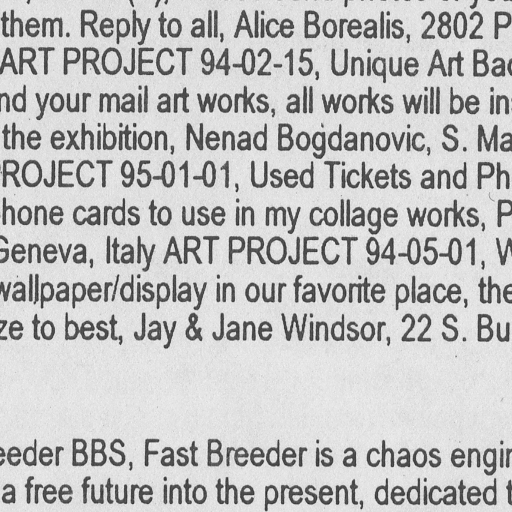 them. Reply to all, Alice Borealis, 2802 P
ART PROJECT 94-02-15, Unique Art Bac
nd your mail art works, all works will be in
the exhibition, Nenad Bogdanovic, S. Ma
ROJECT 95-01-01, Used Tickets and Ph
hone cards to use in my collage works, P
Geneva, Italy ART PROJECT 94-05-01, W
wallpaper/display in our favorite place, the
ze to best, Jay & Jane Windsor, 22 S. Bu
eeder BBS, Fast Breeder is a chaos engin
a free future into the present, dedicated t